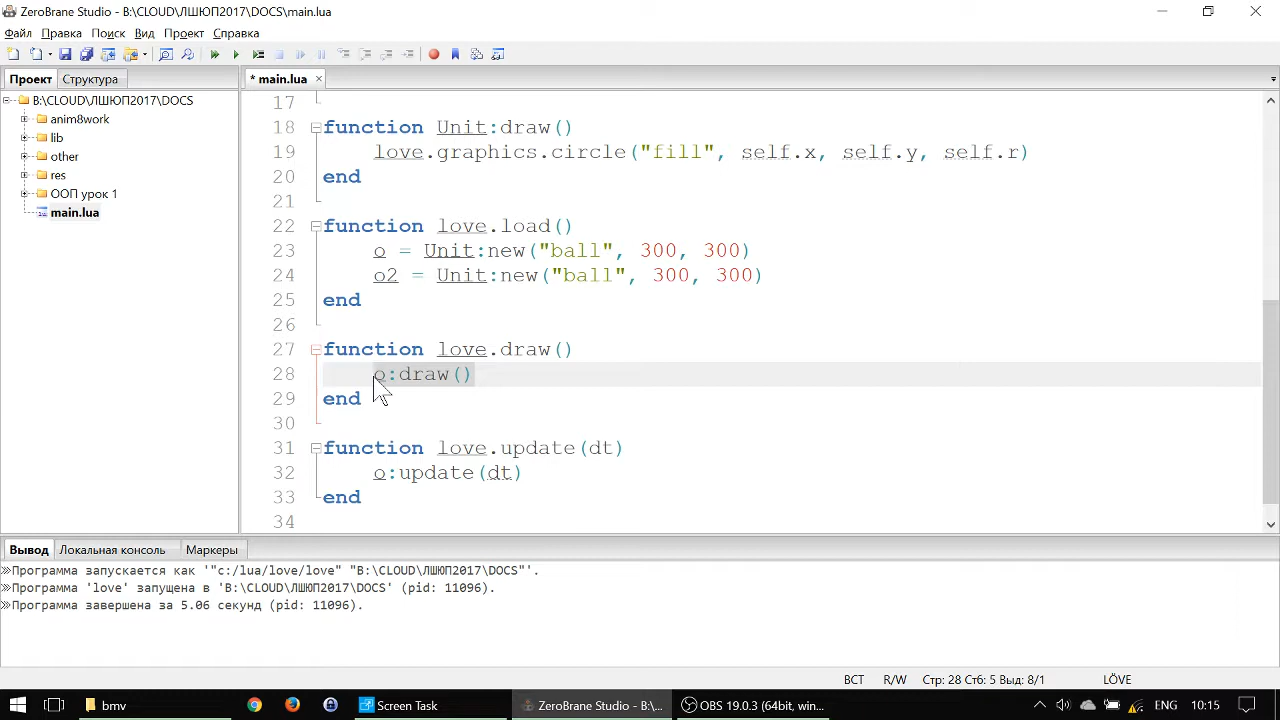 ZeroBrane Studio - B:\CLOUD\ЛШЮП2017\DOCS\main.lua
Файл Правка Поиск Вид Проект Справка
Проект Структура
* main.lua
B:\CLOUD\ЛШЮП2017\DOCS
anim8work
lib
other
res
ООП урок 1
main.lua
17
18 function Unit:draw()
19 love.graphics.circle("fill", self.x, self.y, self.r)
20 end
21
22 function love.load()
23 o = Unit:new("ball", 300, 300)
24 o2 = Unit:new("ball", 300, 300)
25 end
26
27 function love.draw()
28 o:draw()
29 end
30
31 function love.update(dt)
32 o:update(dt)
33 end
34
Вывод Локальная консоль Маркеры
Программа запускается как '"c:/lua/love/love" "B:\CLOUD\ЛШЮП2017\DOCS"'.
Программа 'love' запущена в 'B:\CLOUD\ЛШЮП2017\DOCS' (pid: 11096).
Программа завершена за 5.06 секунд (pid: 11096).
ВСТ R/W Стр: 28 Стб: 5 Выд: 8/1 LÖVE
bmv Screen Task ZeroBrane Studio - B:\... OBS 19.0.3 (64bit, win... ENG 10:15